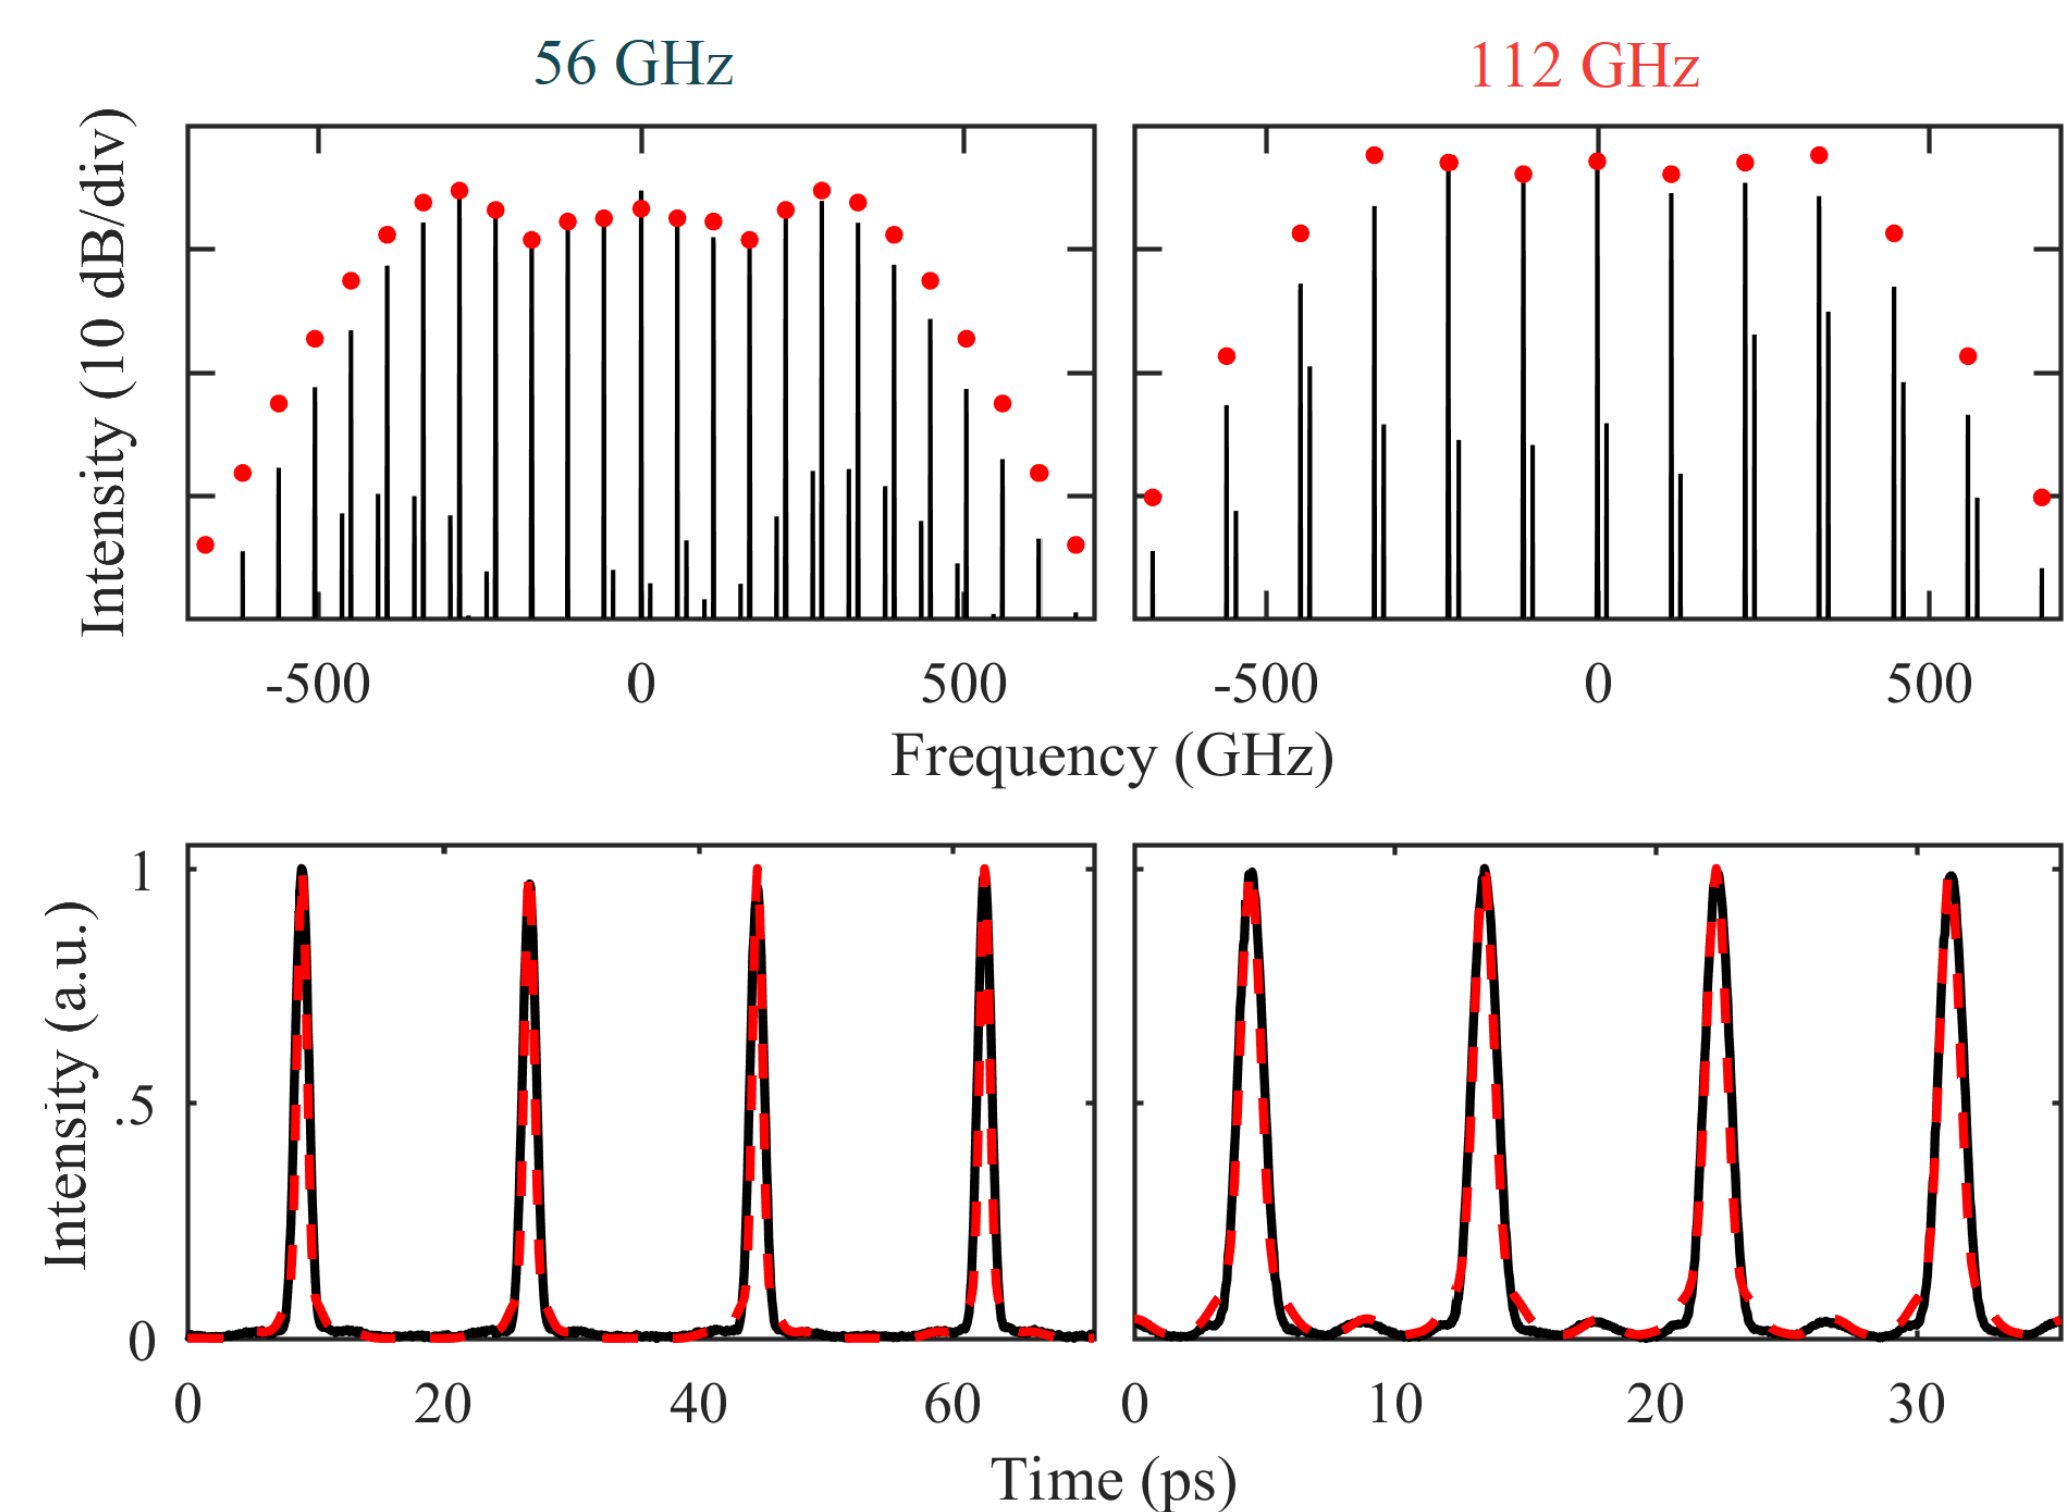 56 GHz
112 GHz
Intensity (10 dB/div)
-500 0 500
-500 0 500
Frequency (GHz)
Intensity (a.u.)
1
.5
0
0 20 40 60
0 10 20 30
Time (ps)